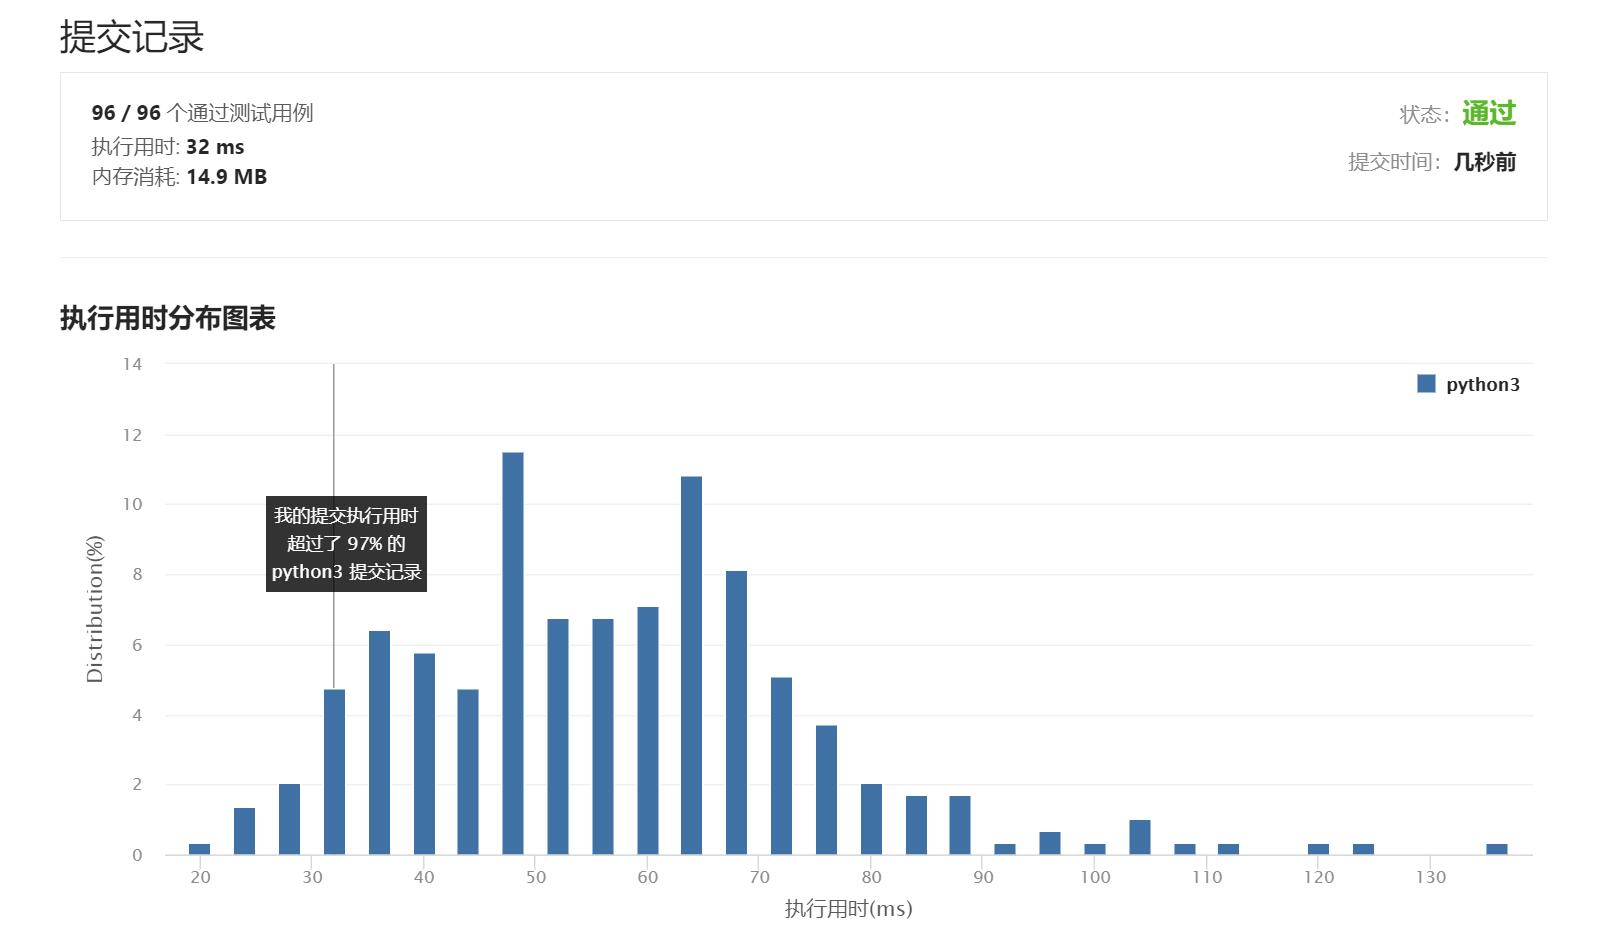 提交记录
96 / 96 个通过测试用例
状态：通过
执行用时: 32 ms
提交时间：几秒前
内存消耗: 14.9 MB
执行用时分布图表
14
python3
12
10
我的提交执行用时
超过了 97% 的
python3 提交记录
Distribution(%)
8
6
4
2
0
20 30 40 50 60 70 80 90 100 110 120 130
执行用时(ms)